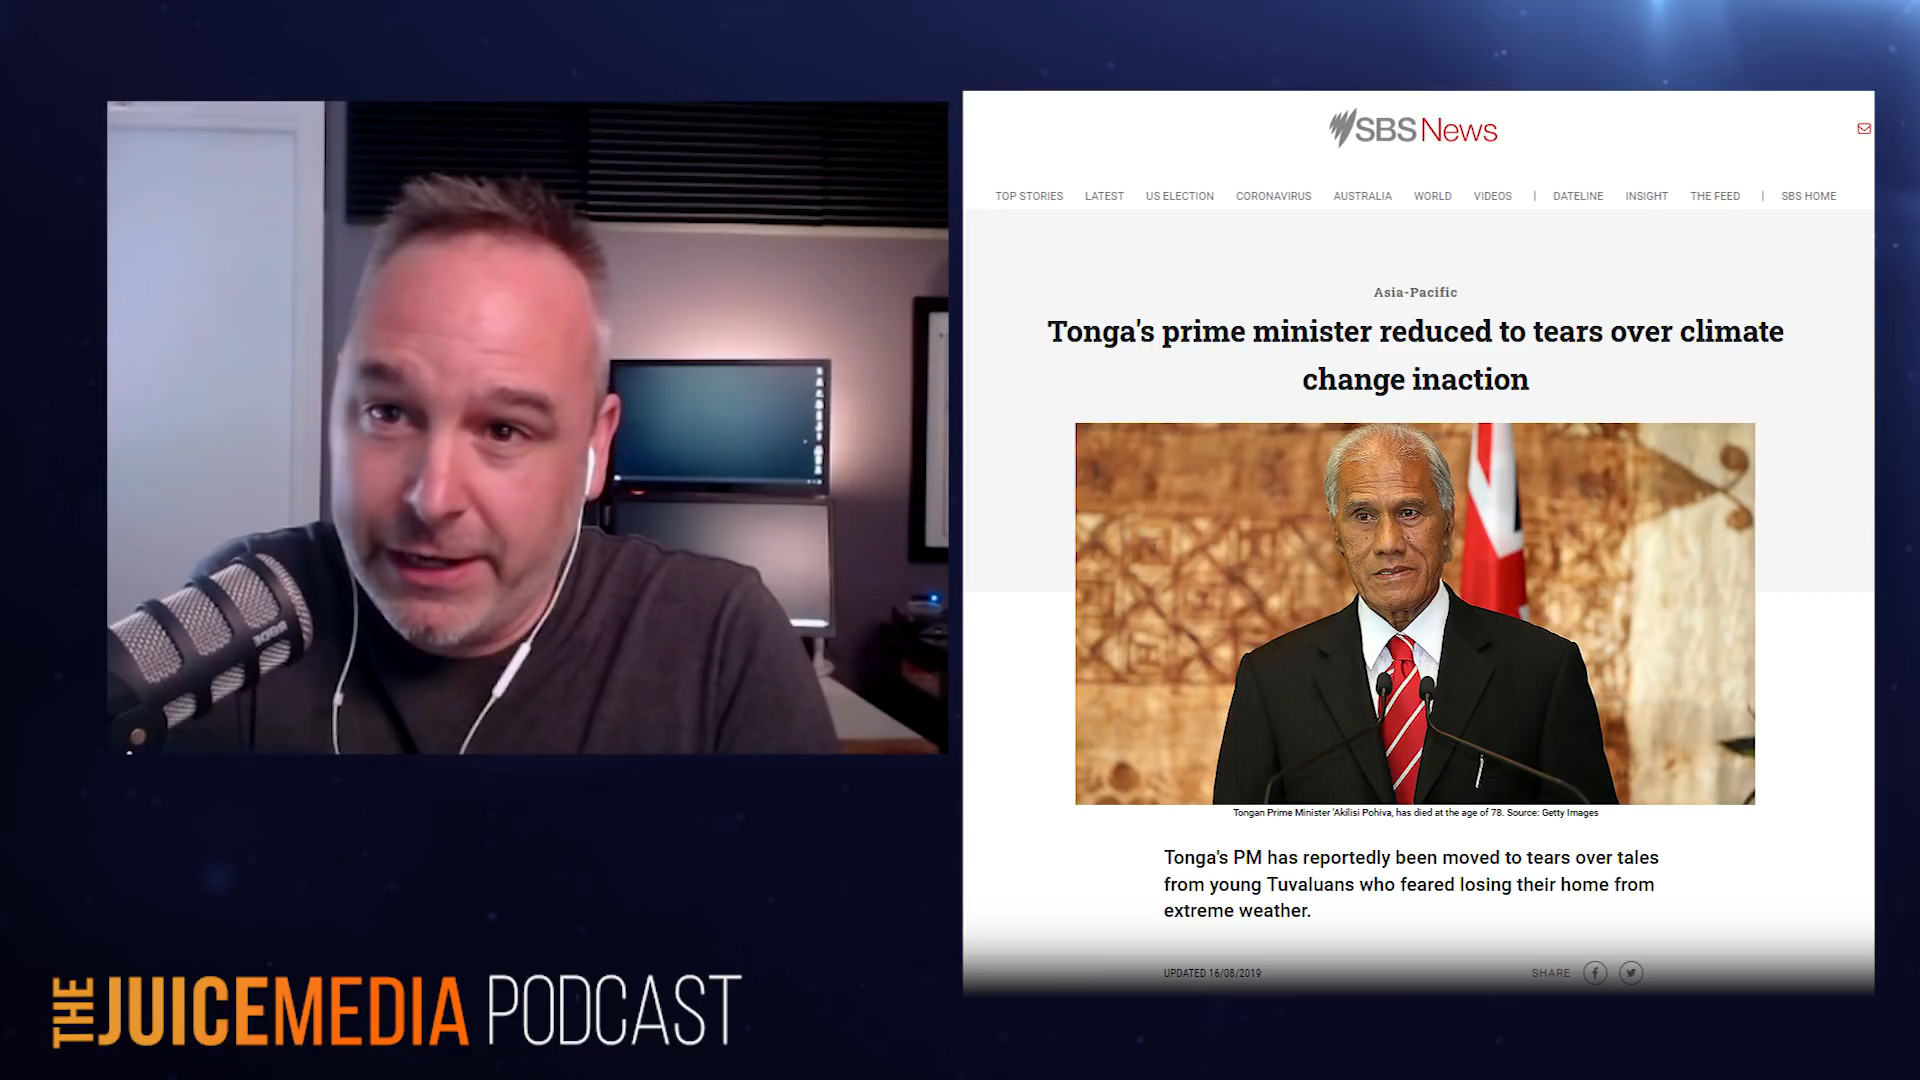 RODE
SBS News
TOP STORIES LATEST US ELECTION CORONAVIRUS AUSTRALIA WORLD VIDEOS | DATELINE INSIGHT THE FEED | SBS HOME
Asia-Pacific
Tonga's prime minister reduced to tears over climate
change inaction
Tongan Prime Minister 'Akilisi Pohiva, has died at the age of 78. Source: Getty Images
Tonga's PM has reportedly been moved to tears over tales
from young Tuvaluans who feared losing their home from
extreme weather.
UPDATED 16/08/2019 SHARE
THE JUICEMEDIA PODCAST